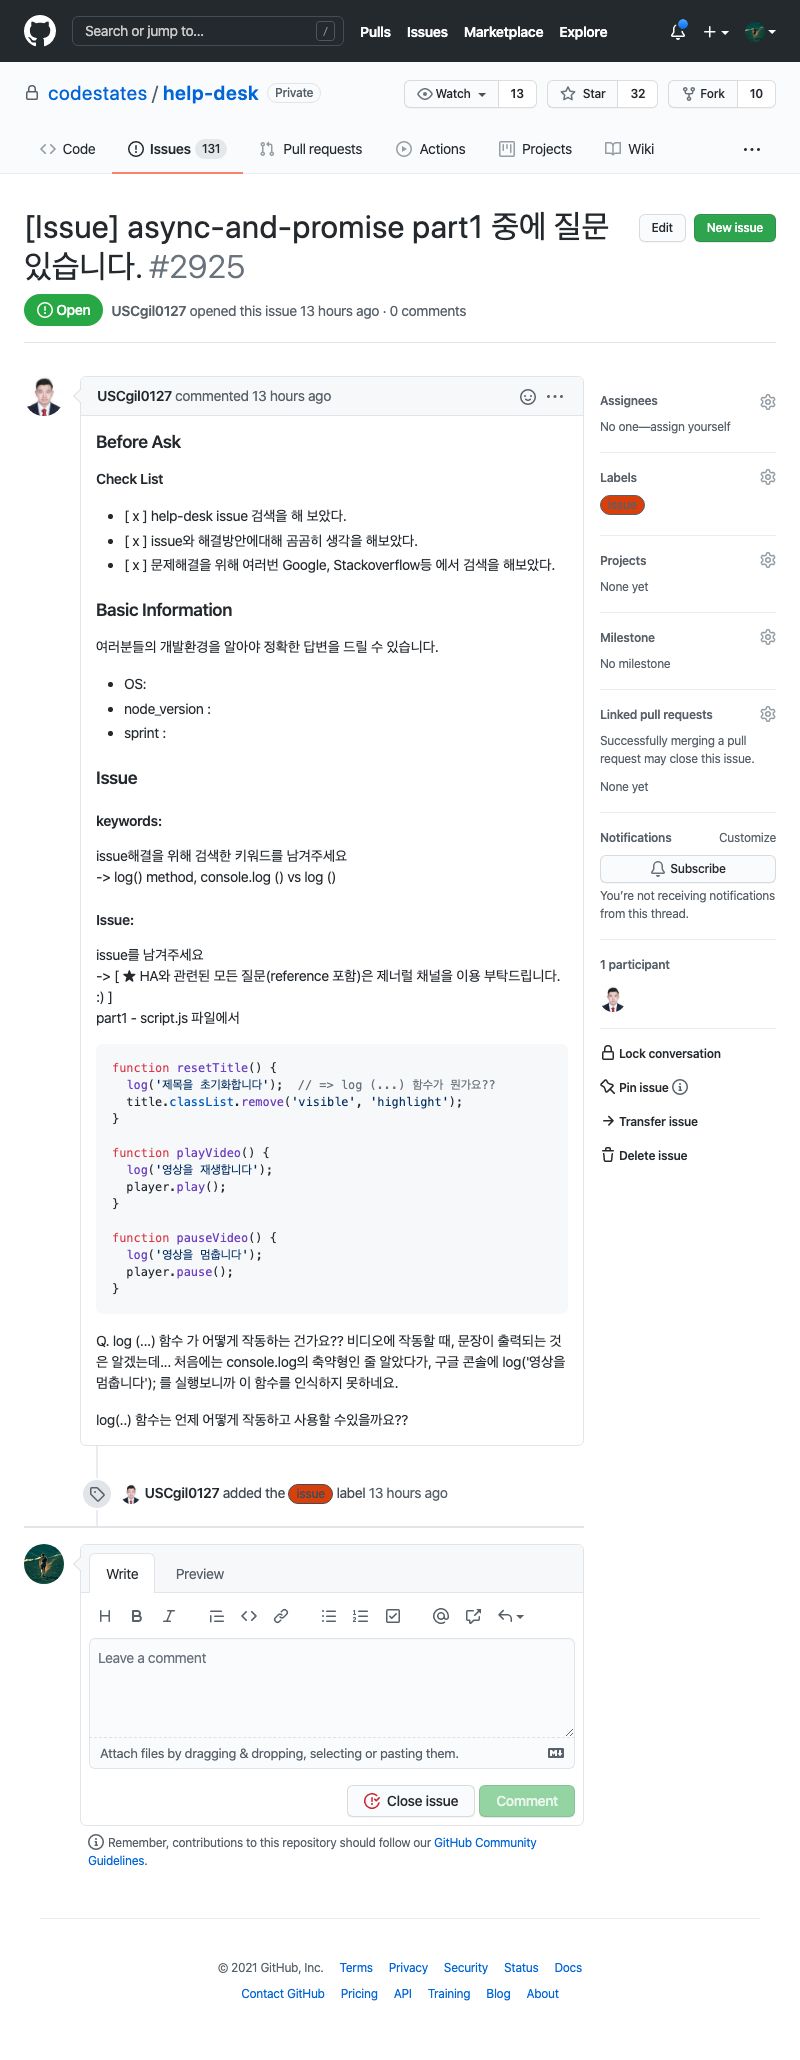 Search or jump to... /
Pulls Issues Marketplace Explore
codestates / help-desk Private
Watch 13 Star 32 Fork 10
Code Issues 131 Pull requests Actions Projects Wiki ...
[Issue] async-and-promise part1 중에 질문
있습니다. #2925
Edit New issue
Open USCgil0127 opened this issue 13 hours ago · 0 comments
USCgil0127 commented 13 hours ago
Before Ask
Check List
• [ x ] help-desk issue 검색을 해 보았다.
• [ x ] issue와 해결방안에대해 곰곰히 생각을 해보았다.
• [ x ] 문제해결을 위해 여러번 Google, Stackoverflow등 에서 검색을 해보았다.
Basic Information
여러분들의 개발환경을 알아야 정확한 답변을 드릴 수 있습니다.
• OS:
• node_version :
• sprint :
Issue
keywords:
issue해결을 위해 검색한 키워드를 남겨주세요
-> log() method, console.log () vs log ()
Issue:
issue를 남겨주세요
-> [ ★ HA와 관련된 모든 질문(reference 포함)은 제너럴 채널을 이용 부탁드립니다.
:) ]
part1 - script.js 파일에서
function resetTitle() {
log('제목을 초기화합니다');  // => log (...) 함수가 뭔가요??
title.classList.remove('visible', 'highlight');
}
function playVideo() {
log('영상을 재생합니다');
player.play();
}
function pauseVideo() {
log('영상을 멈춥니다');
player.pause();
}
Q. log (...) 함수 가 어떻게 작동하는 건가요?? 비디오에 작동할 때, 문장이 출력되는 것
은 알겠는데... 처음에는 console.log의 축약형인 줄 알았다가, 구글 콘솔에 log('영상을
멈춥니다'); 를 실행보니까 이 함수를 인식하지 못하네요.
log(..) 함수는 언제 어떻게 작동하고 사용할 수있을까요??
USCgil0127 added the issue label 13 hours ago
Assignees
No one—assign yourself
Labels
issue
Projects
None yet
Milestone
No milestone
Linked pull requests
Successfully merging a pull
request may close this issue.
None yet
Notifications Customize
Subscribe
You're not receiving notifications
from this thread.
1 participant
Lock conversation
Pin issue
Transfer issue
Delete issue
Write Preview
Leave a comment
Attach files by dragging & dropping, selecting or pasting them.
Close issue Comment
Remember, contributions to this repository should follow our GitHub Community
Guidelines.
© 2021 GitHub, Inc. Terms Privacy Security Status Docs
Contact GitHub Pricing API Training Blog About